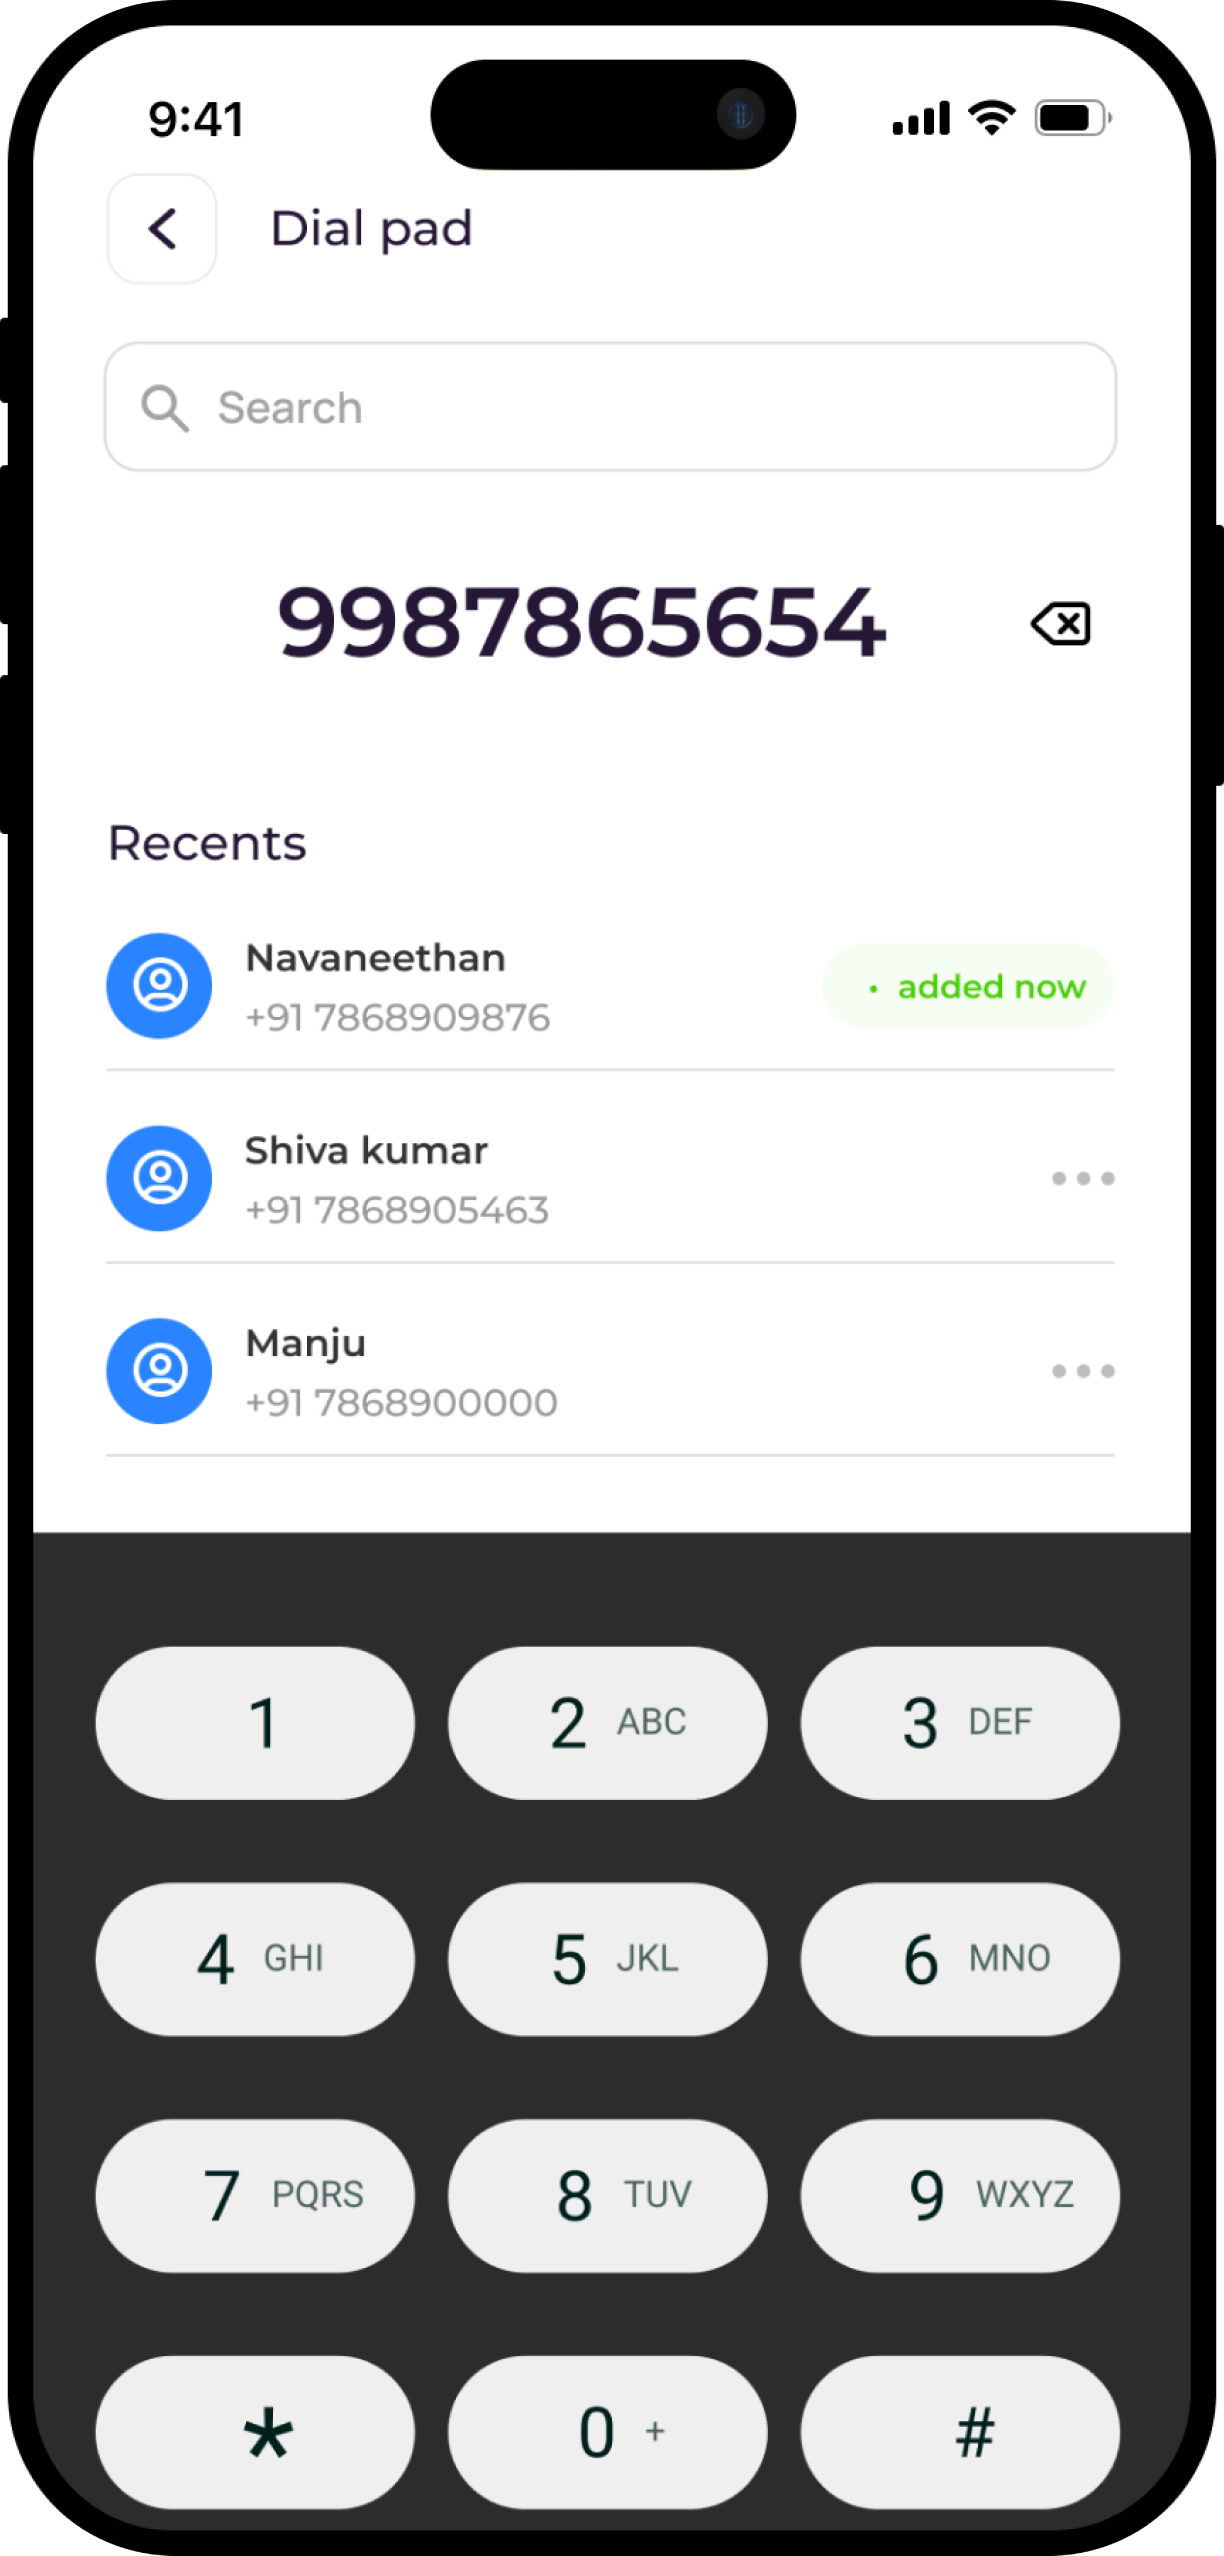 9:41
Dial pad
Search
9987865654
Recents
Navaneethan
+91 7868909876
• added now
Shiva kumar
+91 7868905463
Manju
+91 7868900000
1
2 ABC
3 DEF
4 GHI
5 JKL
6 MNO
7 PQRS
8 TUV
9 WXYZ
*
0 +
#